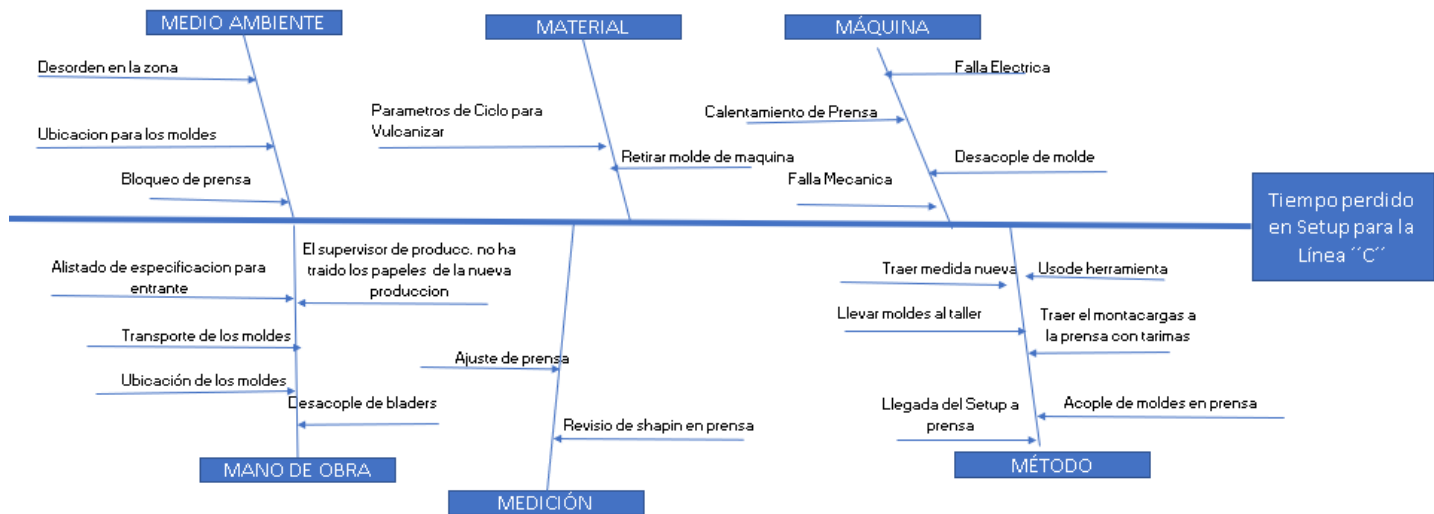 MEDIO AMBIENTE
MATERIAL
MÁQUINA
Desorden en la zona
Ubicacion para los moldes
Bloqueo de prensa
Parametros de Ciclo para
Vulcanizar
Retirar molde de maquina
Falla Electrica
Calentamiento de Prensa
Desacople de molde
Falla Mecanica
Tiempo perdido
en Setup para la
Línea ´´C´´
Alistado de especificacion para
entrante
El supervisor de producc. no ha
traido los papeles de la nueva
produccion
Transporte de los moldes
Ubicación de los moldes
Desacople de bladers
Ajuste de prensa
Revisio de shapin en prensa
Traer medida nueva
Usode herramienta
Llevar moldes al taller
Traer el montacargas a
la prensa con tarimas
Llegada del Setup a
prensa
Acople de moldes en prensa
MANO DE OBRA
MEDICIÓN
MÉTODO